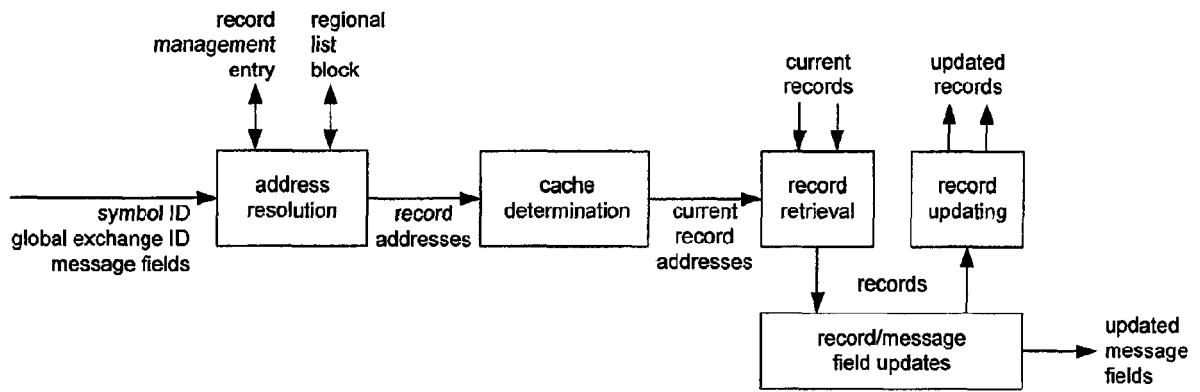 record
management
entry
regional
list
block
current
records
updated
records
address
resolution
cache
determination
record
retrieval
record
updating
symbol ID
global exchange ID
message fields
record
addresses
current
record
addresses
records
record/message
field updates
updated
message
fields